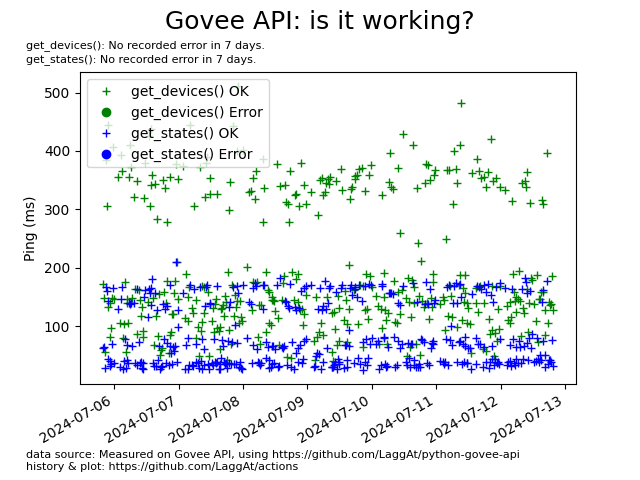 Govee API: is it working?
get_devices(): No recorded error in 7 days.
get_states(): No recorded error in 7 days.
get_devices() OK
get_devices() Error
get_states() OK
get_states() Error
Ping (ms)
500
400
300
200
100
2024-07-06
2024-07-07
2024-07-08
2024-07-09
2024-07-10
2024-07-11
2024-07-12
2024-07-13
data source: Measured on Govee API, using https://github.com/LaggAt/python-govee-api
history & plot: https://github.com/LaggAt/actions